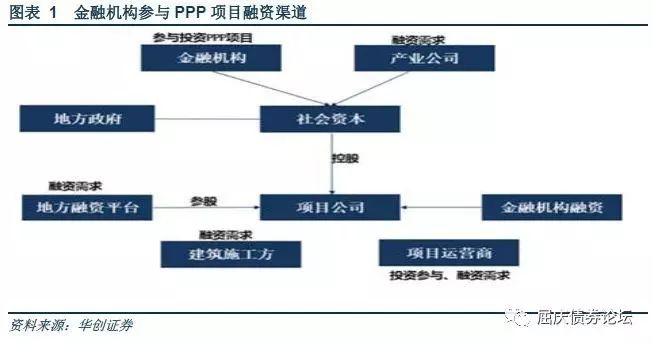 图表 1 金融机构参与 PPP 项目融资渠道
参与投资PPP项目
融资需求
金融机构
产业公司
地方政府
社会资本
控股
融资需求
参股
地方融资平台
项目公司
金融机构融资
融资需求
建筑施工方
项目运营商
投资参与、融资需求
资料来源：华创证券
屈庆债券论坛